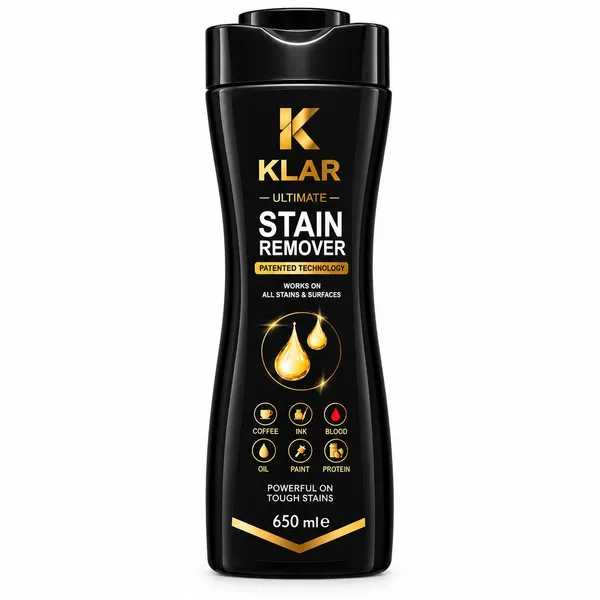 K
KLAR
— ULTIMATE —
STAIN
REMOVER
PATENTED TECHNOLOGY
WORKS ON
ALL STAINS & SURFACES
COFFEE INK BLOOD
OIL PAINT PROTEIN
POWERFUL ON
TOUGH STAINS
650 ml℮